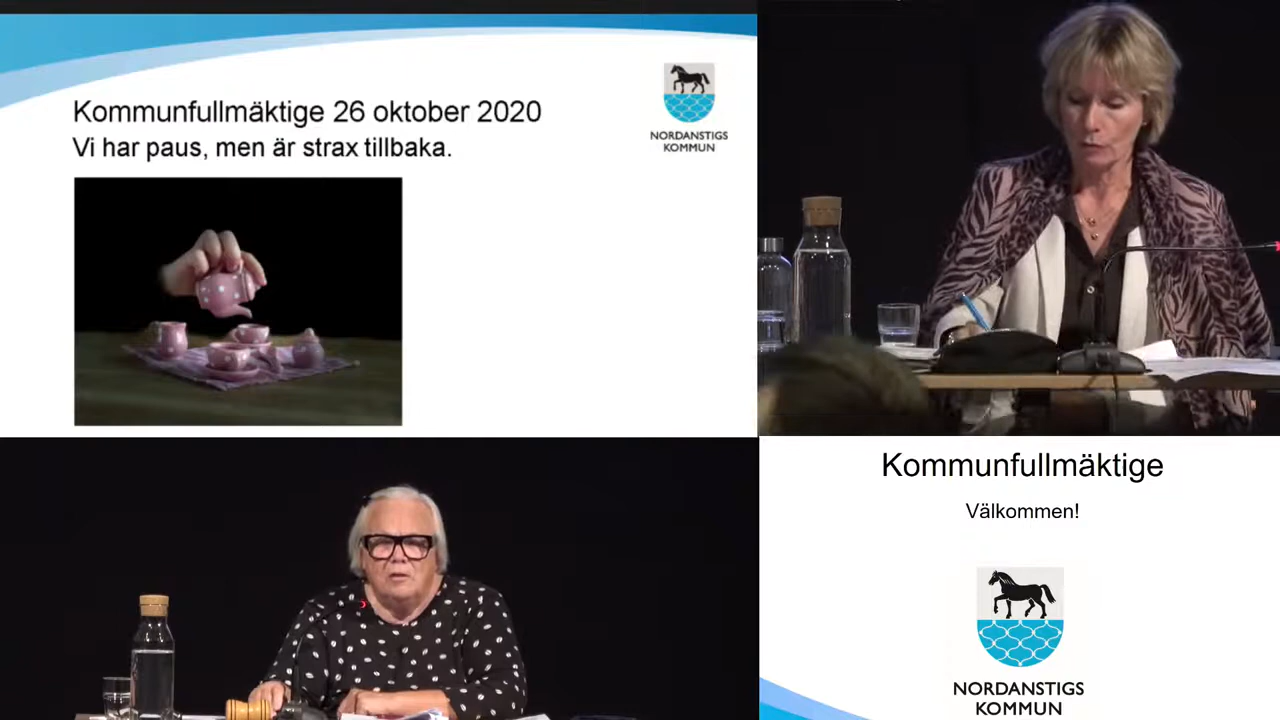 Kommunfullmäktige 26 oktober 2020
Vi har paus, men är strax tillbaka.
NORDANSTIGS
KOMMUN
Kommunfullmäktige
Välkommen!
NORDANSTIGS
KOMMUN